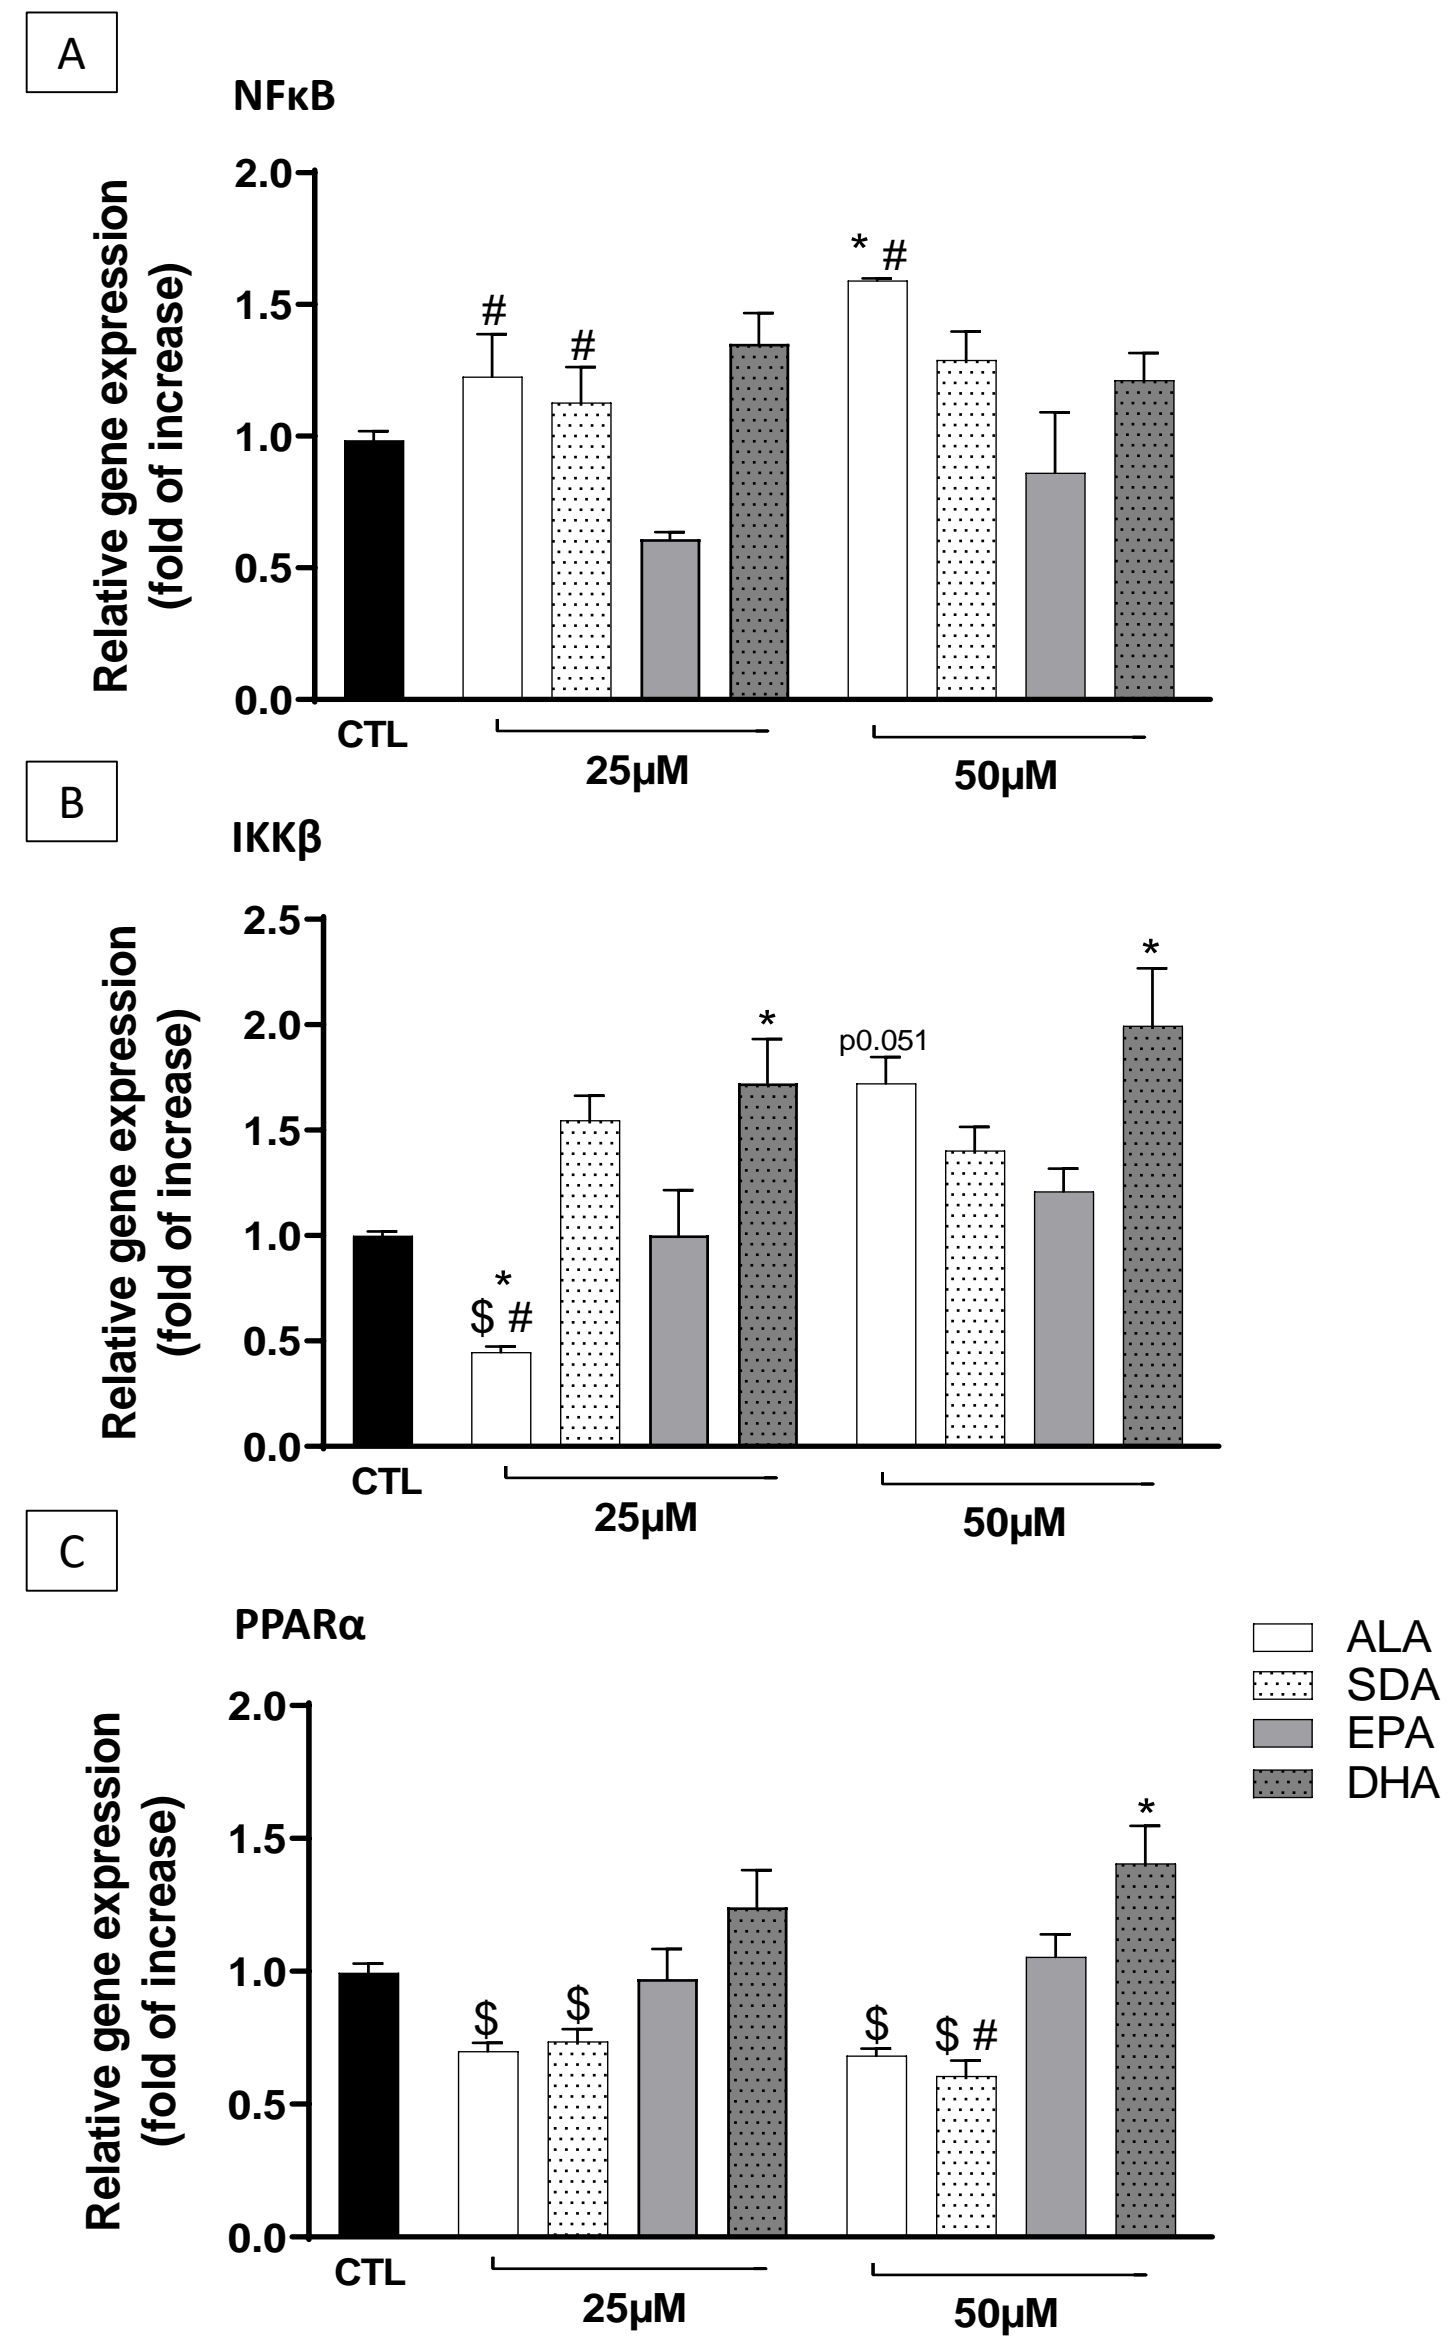 A
NFκB
Relative gene expression
(fold of increase)
2.0
1.5
1.0
0.5
0.0
#
#
* #
CTL
25µM
50µM
B
IKKβ
Relative gene expression
(fold of increase)
2.5
2.0
1.5
1.0
0.5
0.0
*
$ #
*
p0.051
*
CTL
25µM
50µM
C
PPARα
ALA
SDA
EPA
DHA
Relative gene expression
(fold of increase)
2.0
1.5
1.0
0.5
0.0
$
$
$
$ #
*
CTL
25µM
50µM